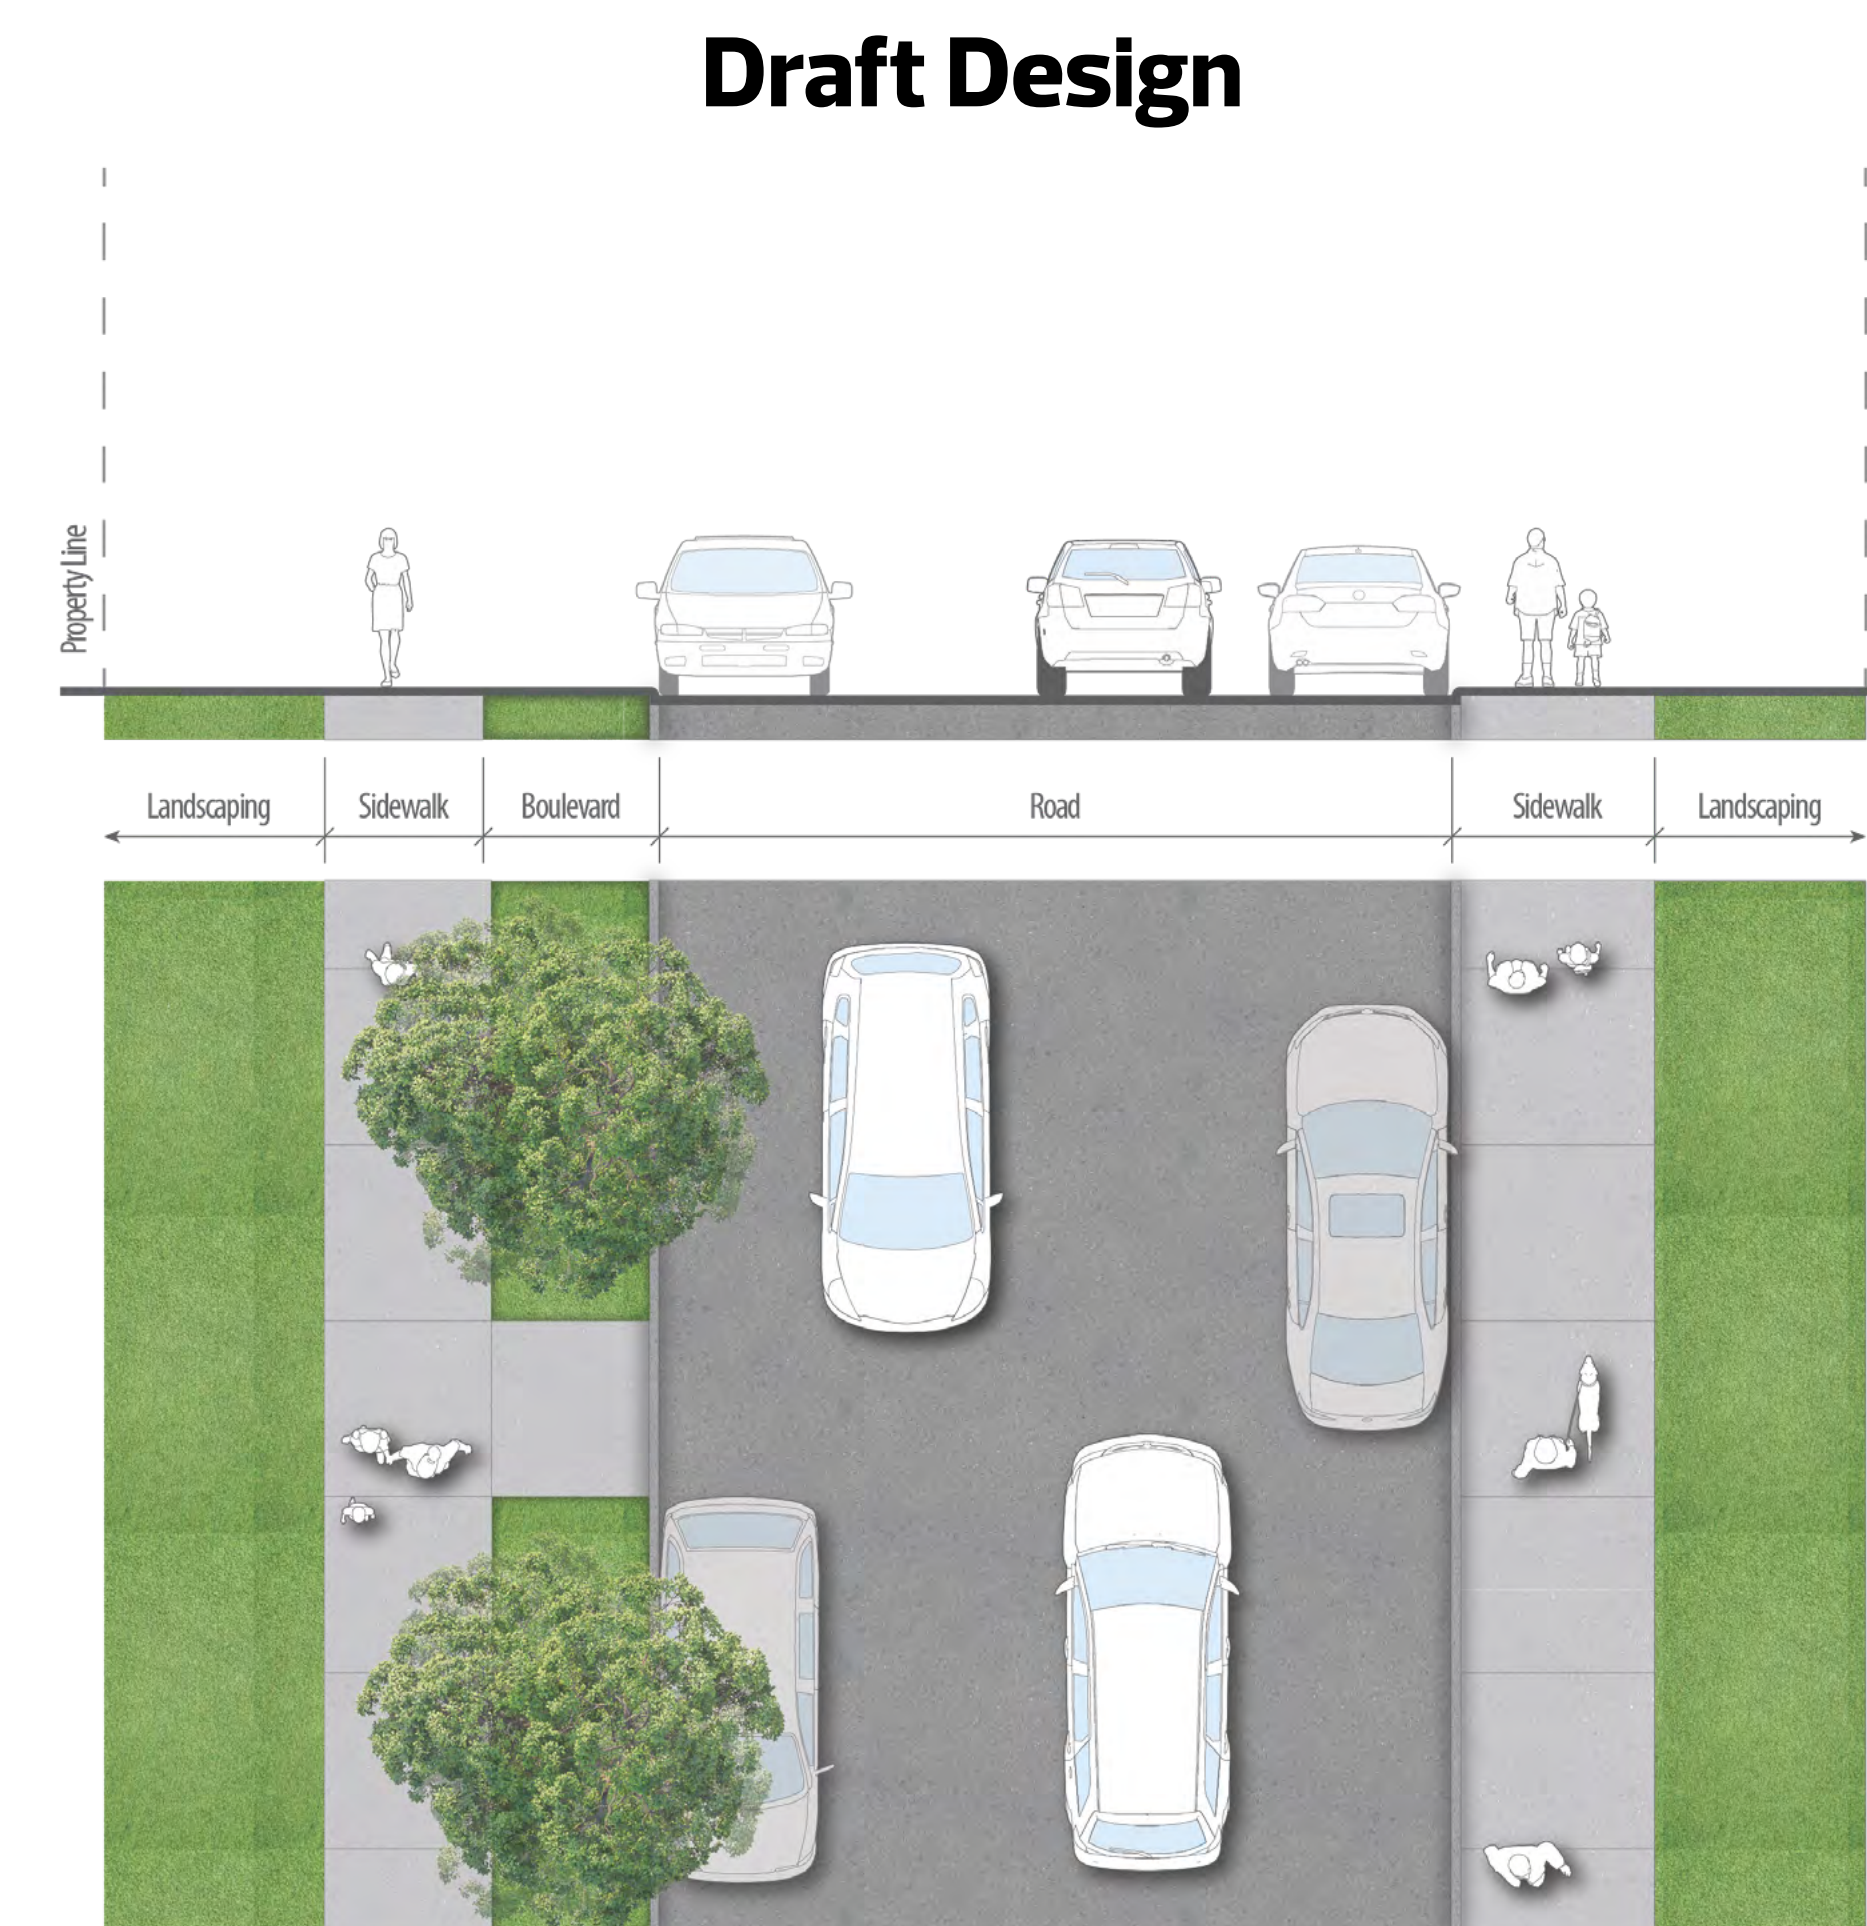 Draft Design
Property Line
Landscaping
Sidewalk
Boulevard
Road
Sidewalk
Landscaping